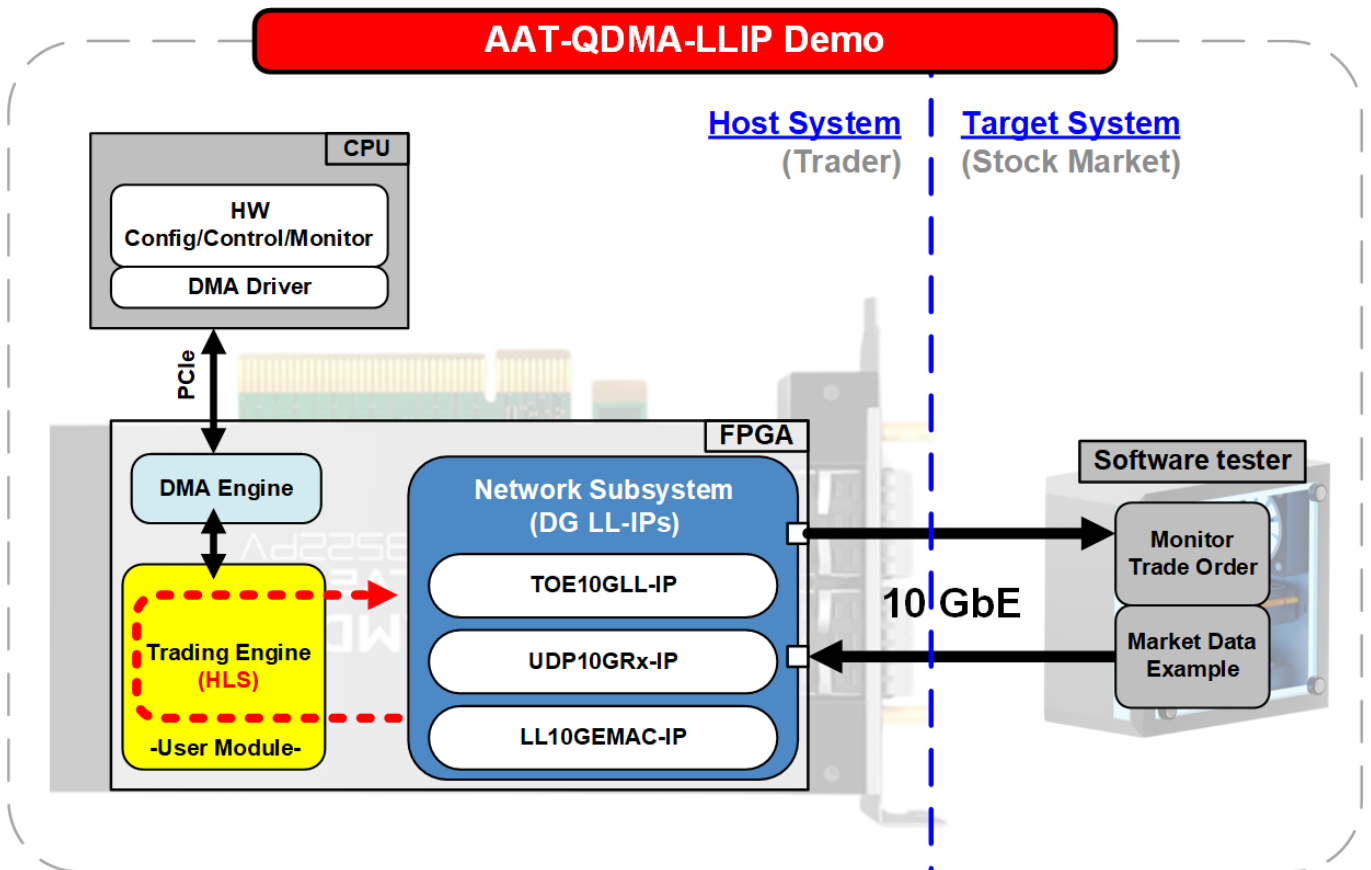 AAT-QDMA-LLIP Demo
Host System
(Trader)
Target System
(Stock Market)
CPU
HW
Config/Control/Monitor
DMA Driver
PCIe
FPGA
DMA Engine
Network Subsystem
(DG LL-IPs)
TOE10GLL-IP
UDP10GRx-IP
LL10GEMAC-IP
Trading Engine
(HLS)
-User Module-
10 GbE
Software tester
Monitor
Trade Order
Market Data
Example